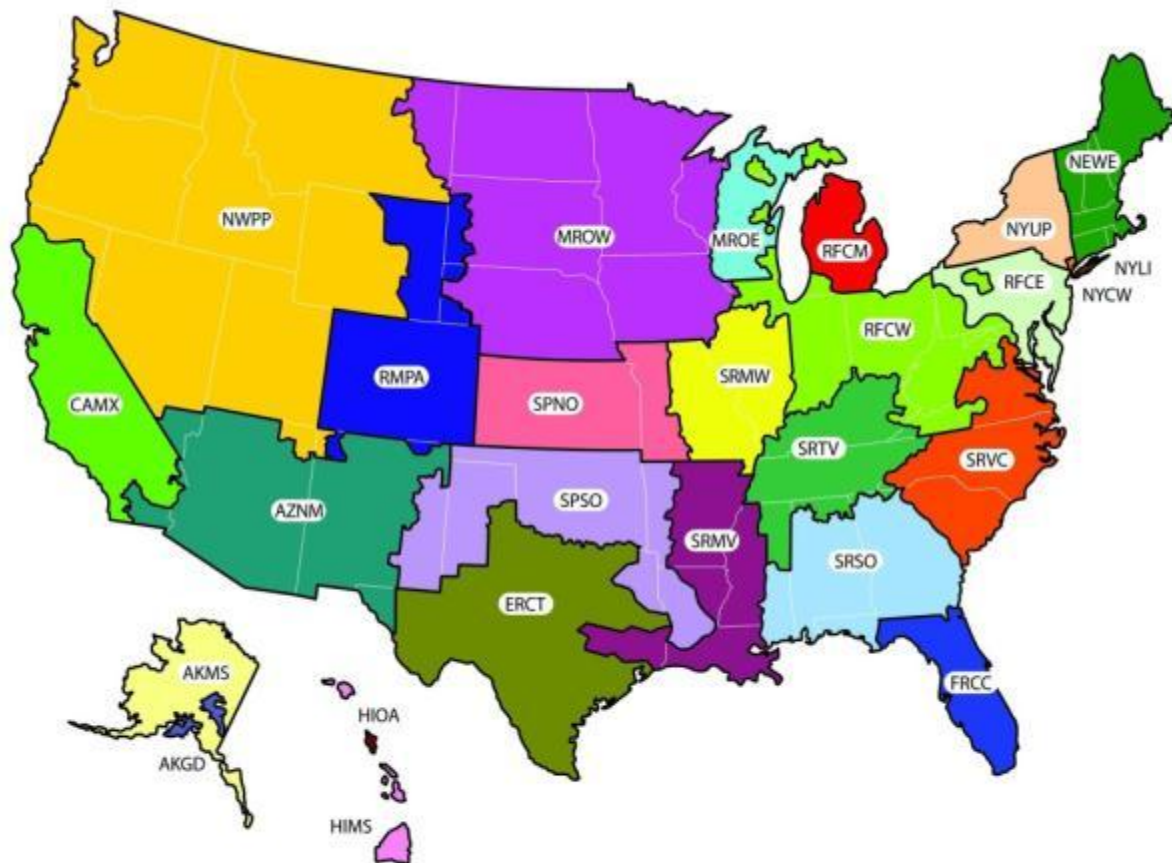 NEWE
NWPP
NYUP
MROW
MROE
RFCM
NYLI
RFCE
NYCW
RFCW
RMPA
SRMW
CAMX
SPNO
SRTV
SRVC
SPSO
AZNM
SRMV
SRSO
ERCT
AKMS
FRCC
HIOA
AKGD
HIMS